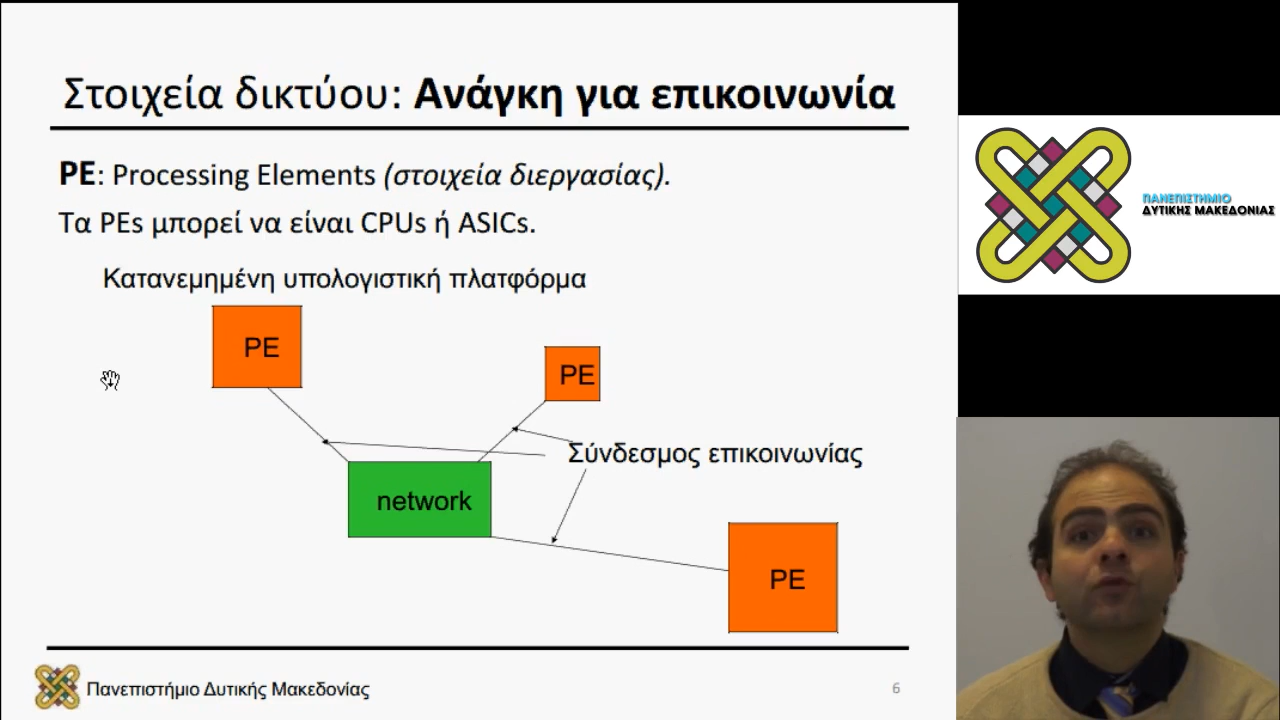 Στοιχεία δικτύου: Ανάγκη για επικοινωνία
PE: Processing Elements (στοιχεία διεργασίας).
Τα PEs μπορεί να είναι CPUs ή ASICs.
Κατανεμημένη υπολογιστική πλατφόρμα
PE
PE
Σύνδεσμος επικοινωνίας
network
PE
Πανεπιστήμιο Δυτικής Μακεδονίας
6
ΠΑΝΕΠΙΣΤΗΜΙΟ
ΔΥΤΙΚΗΣ ΜΑΚΕΔΟΝΙΑΣ